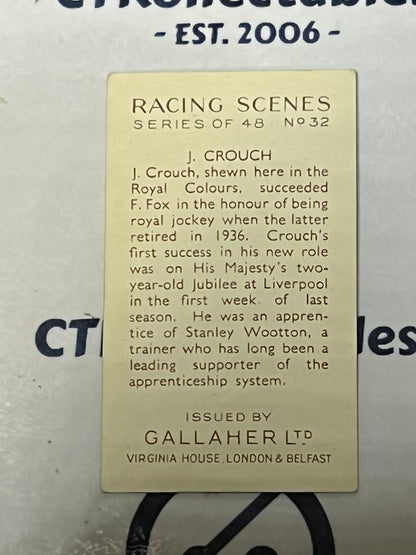 CTKollectables
- EST. 2006 -
RACING SCENES
SERIES OF 48 Nº 32
J. CROUCH
J. Crouch, shewn here in the
Royal Colours, succeeded
F. Fox in the honour of being
royal jockey when the latter
retired in 1936. Crouch's
first success in his new role
was on His Majesty's two-
year-old Jubilee at Liverpool
in the first week of last
season. He was an appren-
tice of Stanley Wootton, a
trainer who has long been a
leading supporter of the
apprenticeship system.
ISSUED BY
GALLAHER LTD
VIRGINIA HOUSE, LONDON & BELFAST